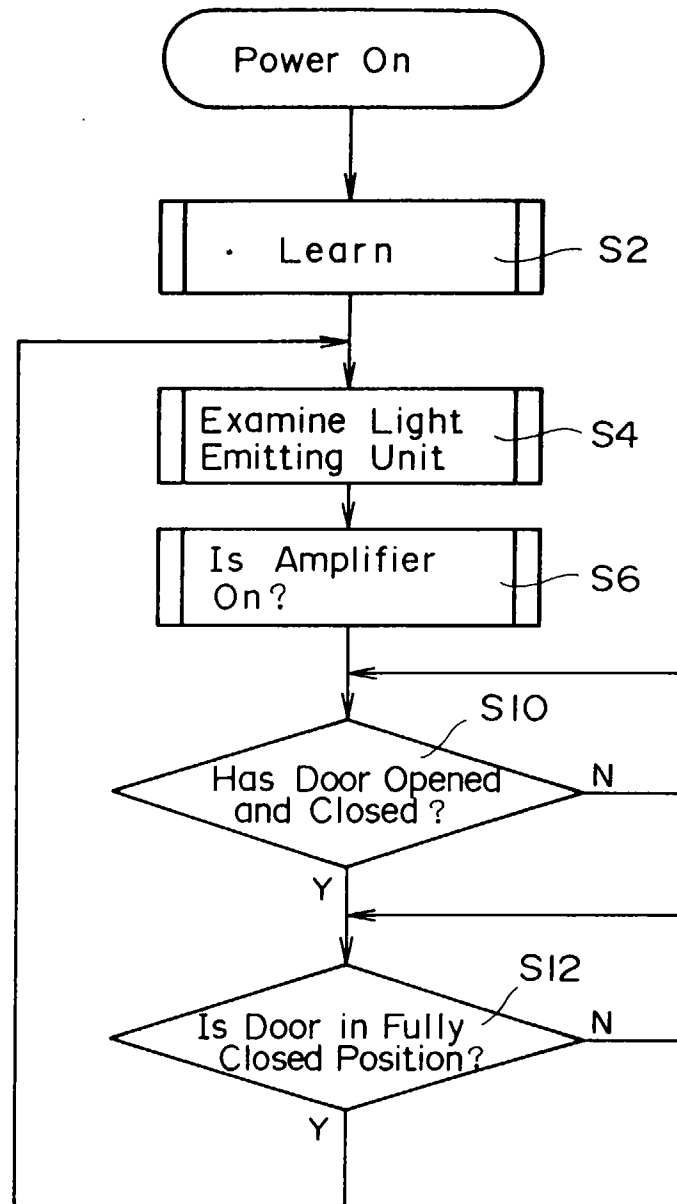 Power On
Learn
S2
Examine Light
Emitting Unit
S4
Is Amplifier
On?
S6
S10
Has Door Opened
and Closed?
N
Y
S12
Is Door in Fully
Closed Position?
N
Y